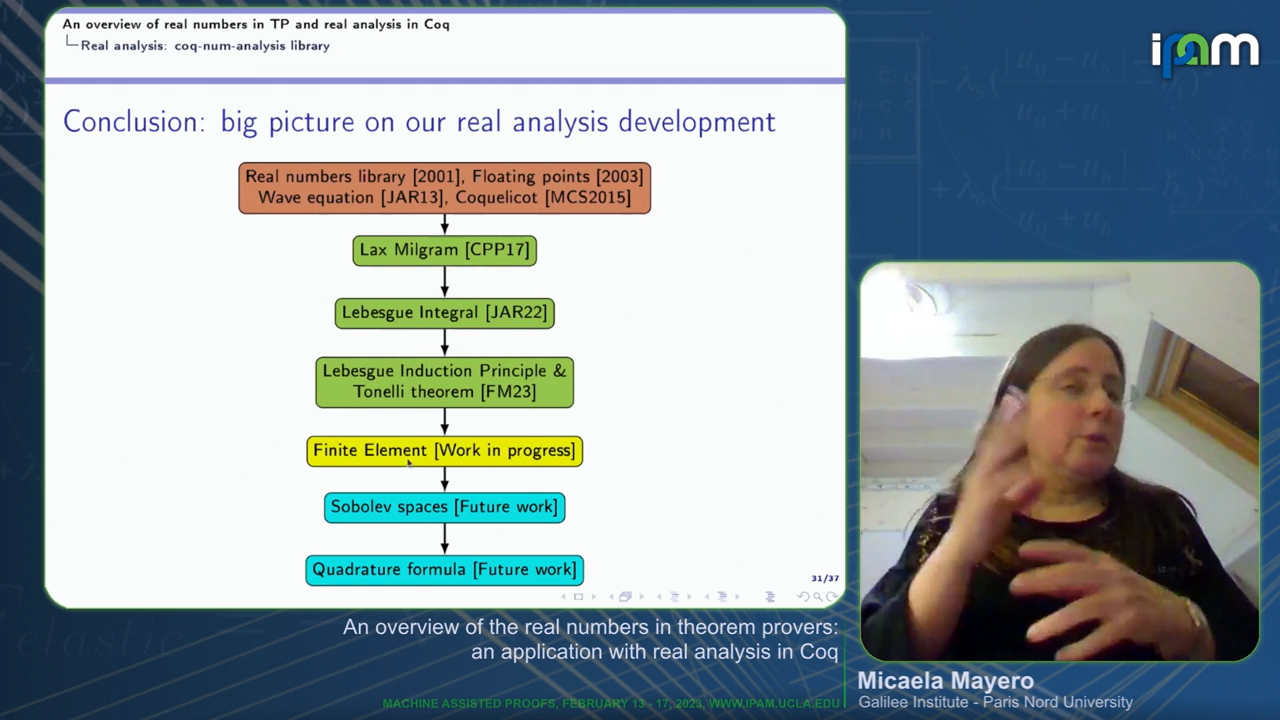 An overview of real numbers in TP and real analysis in Coq
Real analysis: coq-num-analysis library
ipam
Conclusion: big picture on our real analysis development
Real numbers library [2001], Floating points [2003]
Wave equation [JAR13], Coquelicot [MCS2015]
Lax Milgram [CPP17]
Lebesgue Integral [JAR22]
Lebesgue Induction Principle &
Tonelli theorem [FM23]
Finite Element [Work in progress]
Sobolev spaces [Future work]
Quadrature formula [Future work]
31/37
An overview of the real numbers in theorem provers:
an application with real analysis in Coq
Micaela Mayero
Galilee Institute - Paris Nord University
MACHINE ASSISTED PROOFS, FEBRUARY 13 - 17, 2023, WWW.IPAM.UCLA.EDU
elastic